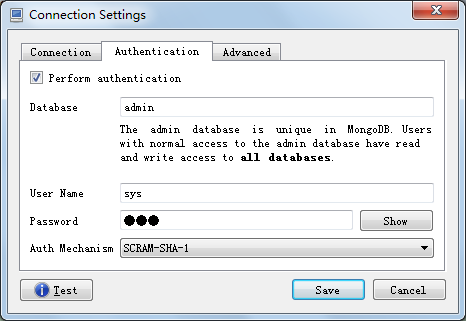 Connection Settings
Connection Authentication Advanced
Perform authentication
Database admin
The admin database is unique in MongoDB. Users
with normal access to the admin database have read
and write access to all databases.
User Name sys
Password ●●● Show
Auth Mechanism SCRAM-SHA-1
Test Save Cancel